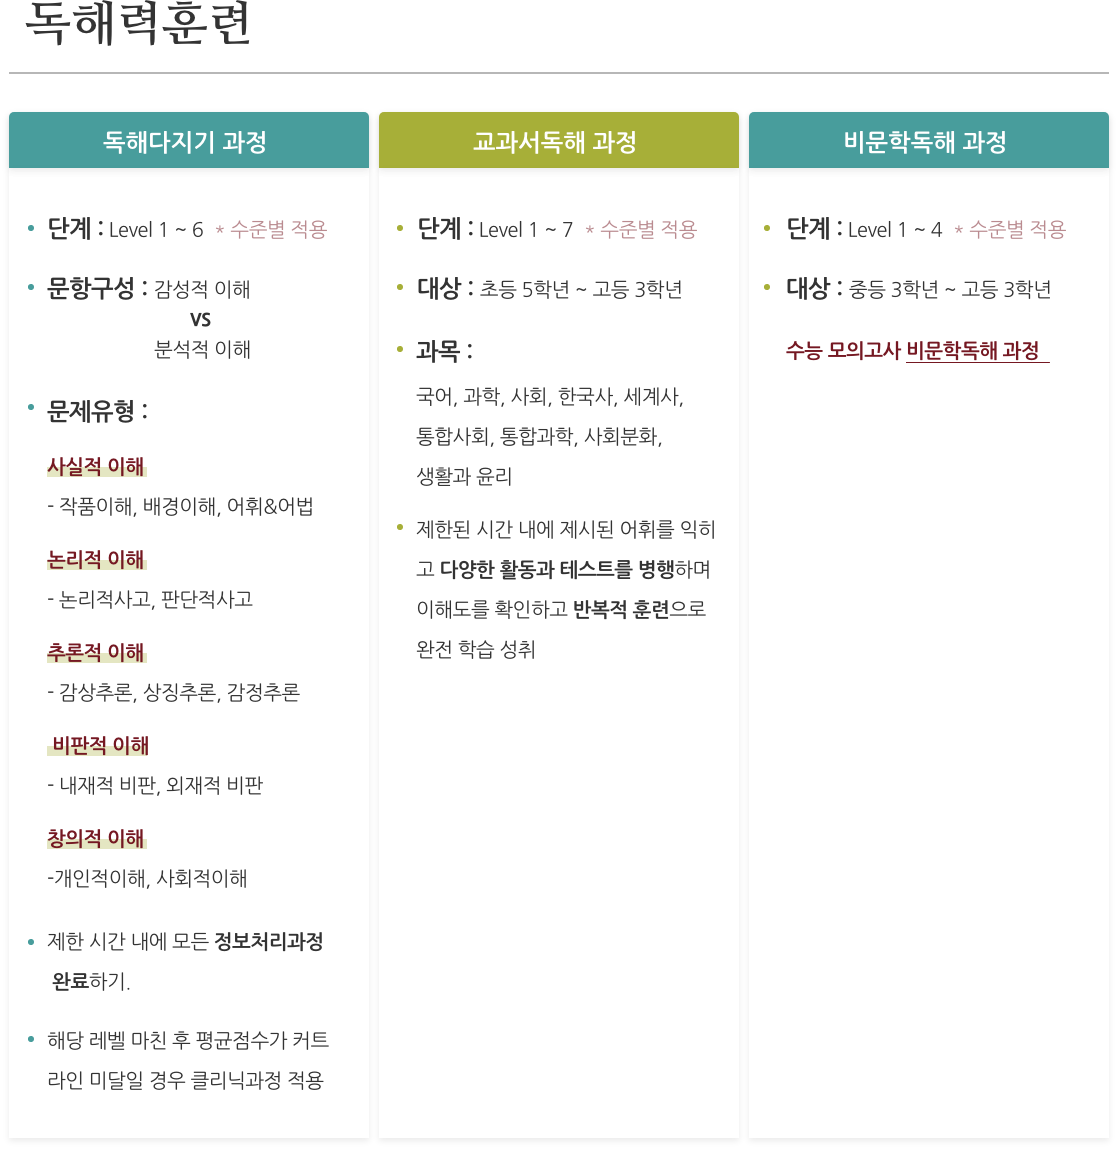 독해력훈련
독해다지기 과정
• 단계 : Level 1 ~ 6 * 수준별 적용
• 문항구성 : 감성적 이해
VS
분석적 이해
• 문제유형 :
사실적 이해
- 작품이해, 배경이해, 어휘&어법
논리적 이해
- 논리적사고, 판단적사고
추론적 이해
- 감상추론, 상징추론, 감정추론
비판적 이해
- 내재적 비판, 외재적 비판
창의적 이해
-개인적이해, 사회적이해
• 제한 시간 내에 모든 정보처리과정
완료하기.
• 해당 레벨 마친 후 평균점수가 커트
라인 미달일 경우 클리닉과정 적용
교과서독해 과정
• 단계 : Level 1 ~ 7 * 수준별 적용
• 대상 : 초등 5학년 ~ 고등 3학년
• 과목 :
국어, 과학, 사회, 한국사, 세계사,
통합사회, 통합과학, 사회분화,
생활과 윤리
• 제한된 시간 내에 제시된 어휘를 익히
고 다양한 활동과 테스트를 병행하며
이해도를 확인하고 반복적 훈련으로
완전 학습 성취
비문학독해 과정
• 단계 : Level 1 ~ 4 * 수준별 적용
• 대상 : 중등 3학년 ~ 고등 3학년
수능 모의고사 비문학독해 과정